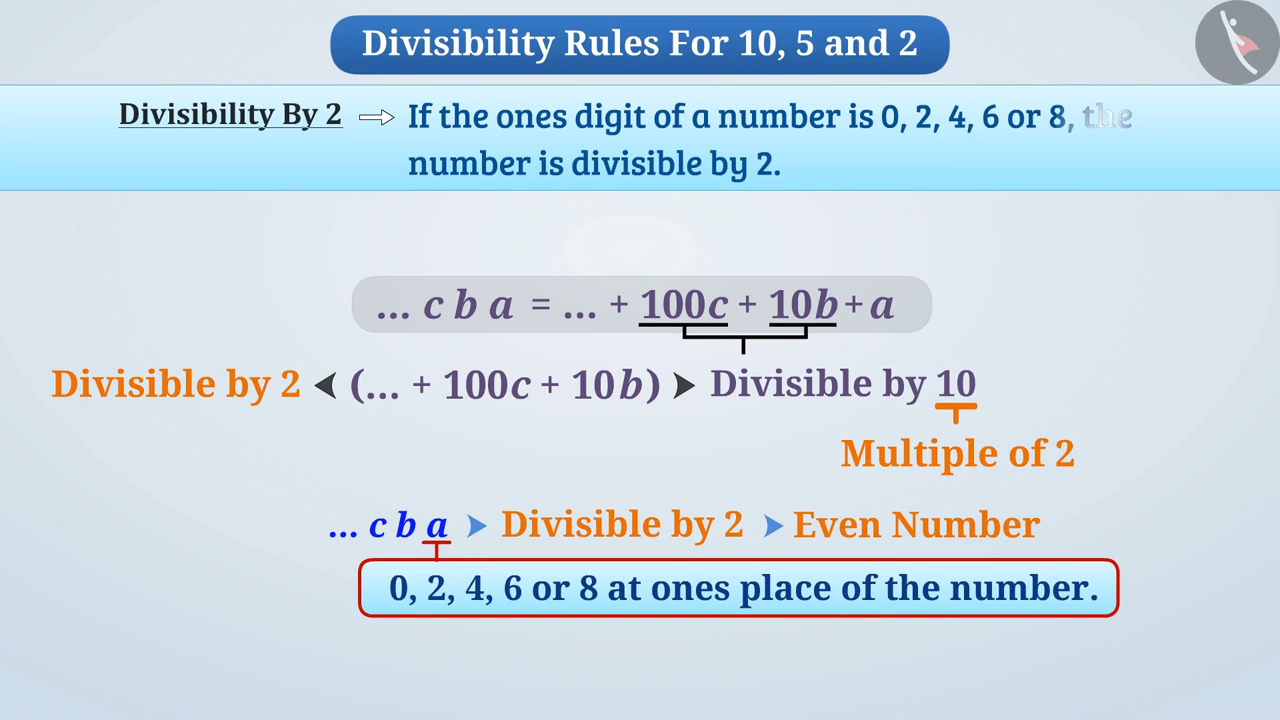 Divisibility Rules For 10, 5 and 2
Divisibility By 2 If the ones digit of a number is 0, 2, 4, 6 or 8, the
number is divisible by 2.
... c b a = ... + 100c + 10b + a
Divisible by 2 (... + 100c + 10b) Divisible by 10
Multiple of 2
... c b a Divisible by 2 Even Number
0, 2, 4, 6 or 8 at ones place of the number.